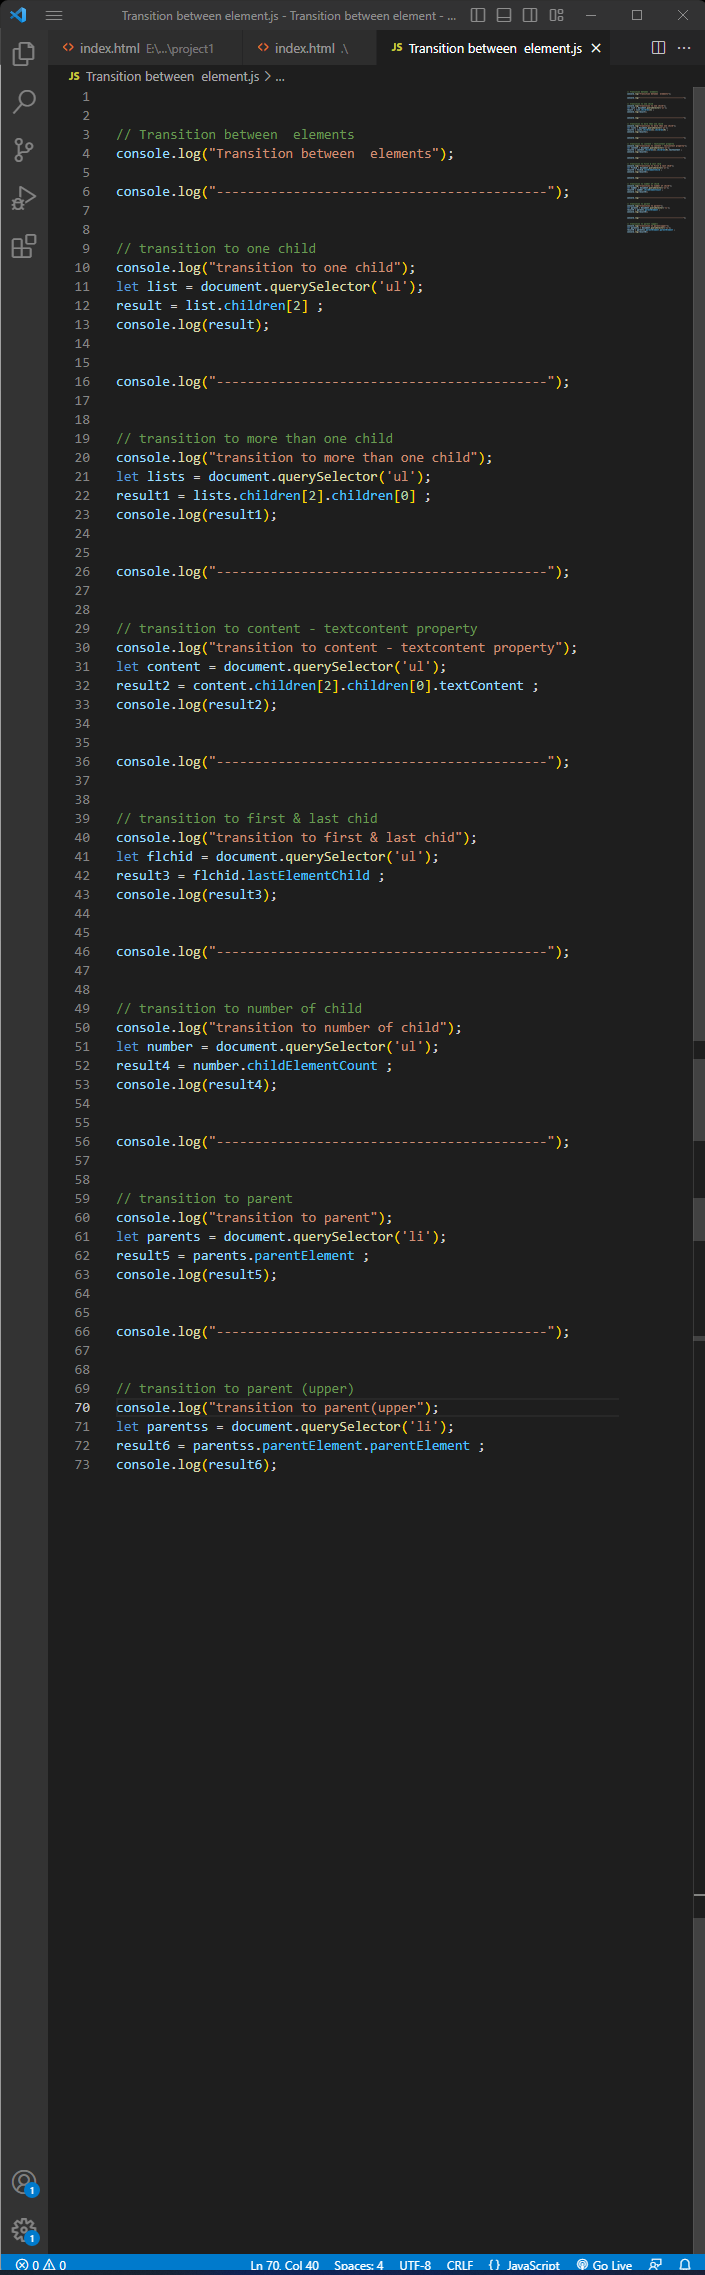 Transition between element.js - Transition between element - ...
index.html E:\...\project1
index.html .\
JS Transition between  element.js
JS Transition between  element.js > ...
1
2
3 // Transition between  elements
4 console.log("Transition between  elements");
5
6 console.log("-------------------------------------------");
7
8
9 // transition to one child
10 console.log("transition to one child");
11 let list = document.querySelector('ul');
12 result = list.children[2] ;
13 console.log(result);
14
15
16 console.log("-------------------------------------------");
17
18
19 // transition to more than one child
20 console.log("transition to more than one child");
21 let lists = document.querySelector('ul');
22 result1 = lists.children[2].children[0] ;
23 console.log(result1);
24
25
26 console.log("-------------------------------------------");
27
28
29 // transition to content - textcontent property
30 console.log("transition to content - textcontent property");
31 let content = document.querySelector('ul');
32 result2 = content.children[2].children[0].textContent ;
33 console.log(result2);
34
35
36 console.log("-------------------------------------------");
37
38
39 // transition to first & last chid
40 console.log("transition to first & last chid");
41 let flchid = document.querySelector('ul');
42 result3 = flchid.lastElementChild ;
43 console.log(result3);
44
45
46 console.log("-------------------------------------------");
47
48
49 // transition to number of child
50 console.log("transition to number of child");
51 let number = document.querySelector('ul');
52 result4 = number.childElementCount ;
53 console.log(result4);
54
55
56 console.log("-------------------------------------------");
57
58
59 // transition to parent
60 console.log("transition to parent");
61 let parents = document.querySelector('li');
62 result5 = parents.parentElement ;
63 console.log(result5);
64
65
66 console.log("-------------------------------------------");
67
68
69 // transition to parent (upper)
70 console.log("transition to parent(upper");
71 let parentss = document.querySelector('li');
72 result6 = parentss.parentElement.parentElement ;
73 console.log(result6);
1
1
0 0 Ln 70, Col 40 Spaces: 4 UTF-8 CRLF {} JavaScript Go Live